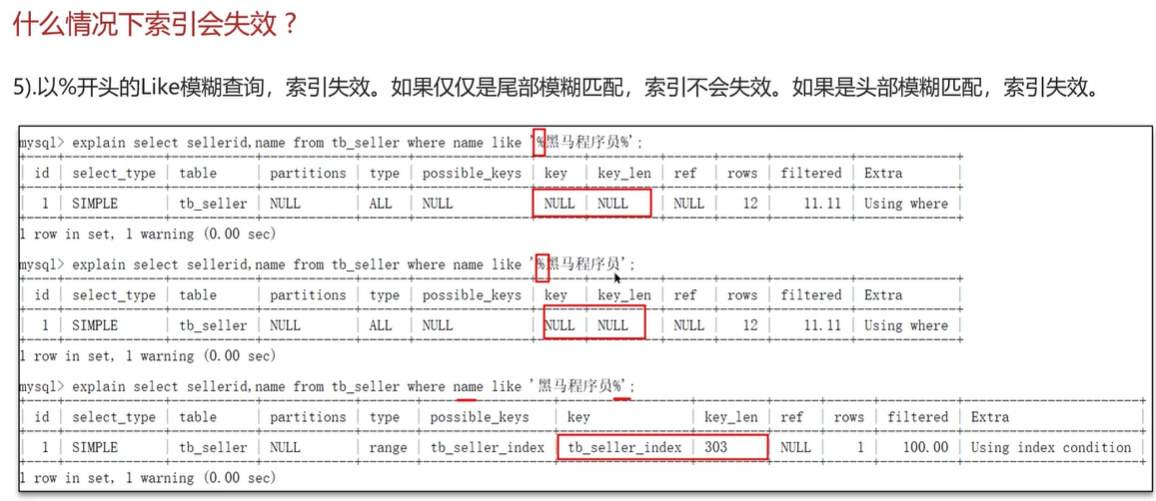 什么情况下索引会失效？
5).以%开头的Like模糊查询，索引失效。如果仅仅是尾部模糊匹配，索引不会失效。如果是头部模糊匹配，索引失效。
mysql> explain select sellerid,name from tb_seller where name like '%黑马程序员%';
| id | select_type | table | partitions | type | possible_keys | key | key_len | ref | rows | filtered | Extra |
| 1 | SIMPLE | tb_seller | NULL | ALL | NULL | NULL | NULL | NULL | 12 | 11.11 | Using where |
1 row in set, 1 warning (0.00 sec)
mysql> explain select sellerid,name from tb_seller where name like '%黑马程序员';
| id | select_type | table | partitions | type | possible_keys | key | key_len | ref | rows | filtered | Extra |
| 1 | SIMPLE | tb_seller | NULL | ALL | NULL | NULL | NULL | NULL | 12 | 11.11 | Using where |
1 row in set, 1 warning (0.00 sec)
mysql> explain select sellerid,name from tb_seller where name like '黑马程序员%';
| id | select_type | table | partitions | type | possible_keys | key | key_len | ref | rows | filtered | Extra |
| 1 | SIMPLE | tb_seller | NULL | range | tb_seller_index | tb_seller_index | 303 | NULL | 1 | 100.00 | Using index condition |
1 row in set, 1 warning (0.00 sec)